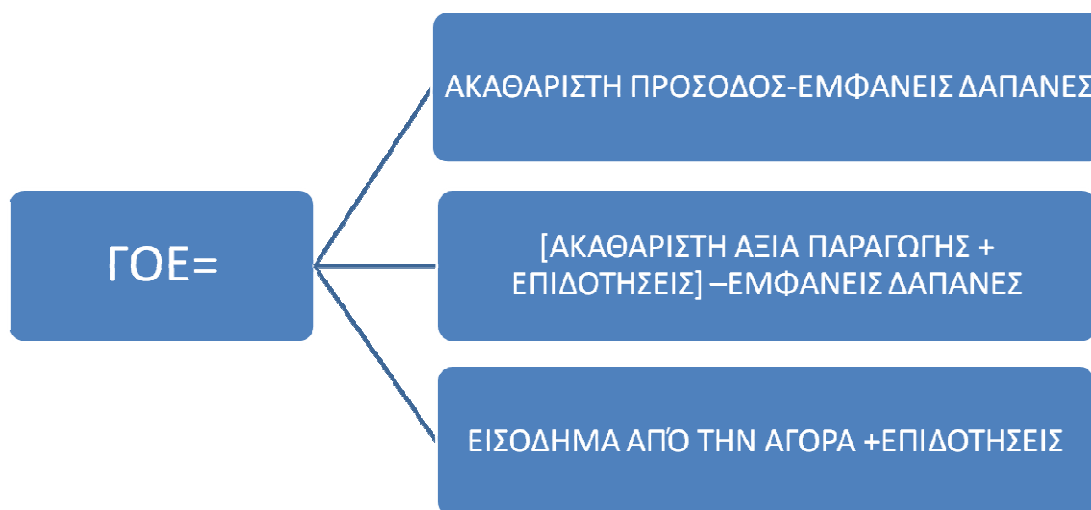 ΑΚΑΘΑΡΙΣΤΗ ΠΡΟΣΟΔΟΣ-ΕΜΦΑΝΕΙΣ ΔΑΠΑΝΕΣ
ΓΟΕ=
[ΑΚΑΘΑΡΙΣΤΗ ΑΞΙΑ ΠΑΡΑΓΩΓΗΣ +
ΕΠΙΔΟΤΗΣΕΙΣ] –ΕΜΦΑΝΕΙΣ ΔΑΠΑΝΕΣ
ΕΙΣΟΔΗΜΑ ΑΠΌ ΤΗΝ ΑΓΟΡΑ +ΕΠΙΔΟΤΗΣΕΙΣ